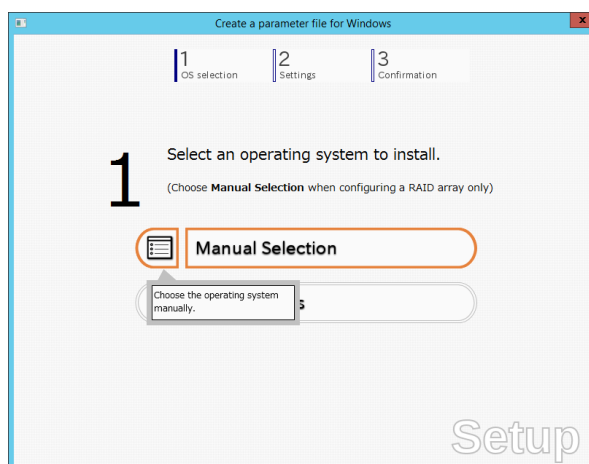 Create a parameter file for Windows
x
1
OS selection
2
Settings
3
Confirmation
1
Select an operating system to install.
(Choose Manual Selection when configuring a RAID array only)
Manual Selection
Choose the operating system
manually.
Setup